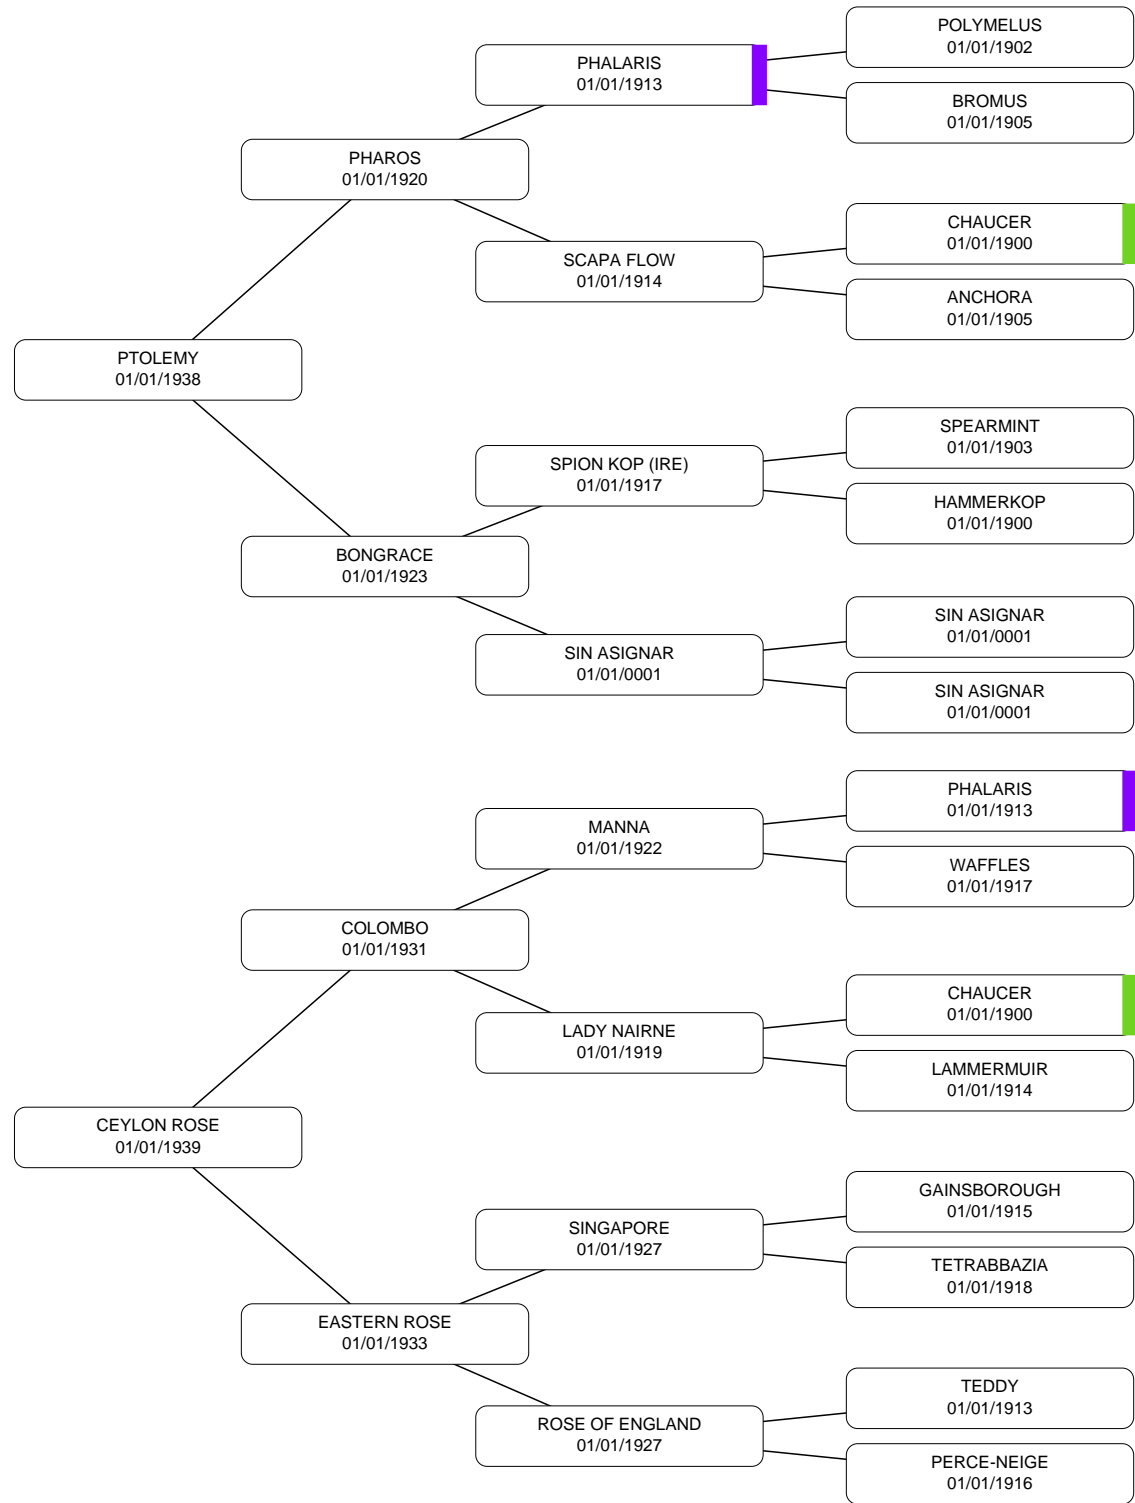 POLYMELUS
01/01/1902
PHALARIS
01/01/1913
BROMUS
01/01/1905
PHAROS
01/01/1920
CHAUCER
01/01/1900
SCAPA FLOW
01/01/1914
ANCHORA
01/01/1905
PTOLEMY
01/01/1938
SPEARMINT
01/01/1903
SPION KOP (IRE)
01/01/1917
HAMMERKOP
01/01/1900
BONGRACE
01/01/1923
SIN ASIGNAR
01/01/0001
SIN ASIGNAR
01/01/0001
SIN ASIGNAR
01/01/0001
PHALARIS
01/01/1913
MANNA
01/01/1922
WAFFLES
01/01/1917
COLOMBO
01/01/1931
CHAUCER
01/01/1900
LADY NAIRNE
01/01/1919
LAMMERMUIR
01/01/1914
CEYLON ROSE
01/01/1939
GAINSBOROUGH
01/01/1915
SINGAPORE
01/01/1927
TETRABBAZIA
01/01/1918
EASTERN ROSE
01/01/1933
TEDDY
01/01/1913
ROSE OF ENGLAND
01/01/1927
PERCE-NEIGE
01/01/1916